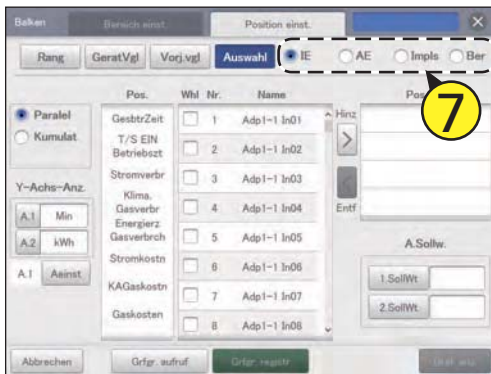 Balken Bereich einst. Position einst.
Rang GeratVgl Vorj.vgl Auswahl IE AE Impls Ber
7
Pos. Whl Nr. Name Pos
Paralel
Kumulat
Y-Achs-Anz.
A.1 Min
A.2 kWh
A.1 Aeinst
GesbtrZeit
T/S EIN
Betriebszt
Stromverbr
Klima.
Gasverbr
Energierz
Gasverbrch
Stromkostn
KAGaskostn
Gaskosten
1 Adp1-1 In01
2 Adp1-1 In02
3 Adp1-1 In03
4 Adp1-1 In04
5 Adp1-1 In05
6 Adp1-1 In06
7 Adp1-1 In07
8 Adp1-1 In08
Hinz
>
<
Entf
A.Sollw.
1.SollWt
2.SollWt
Abbrechen Grfgr. aufruf Grfgr. registr